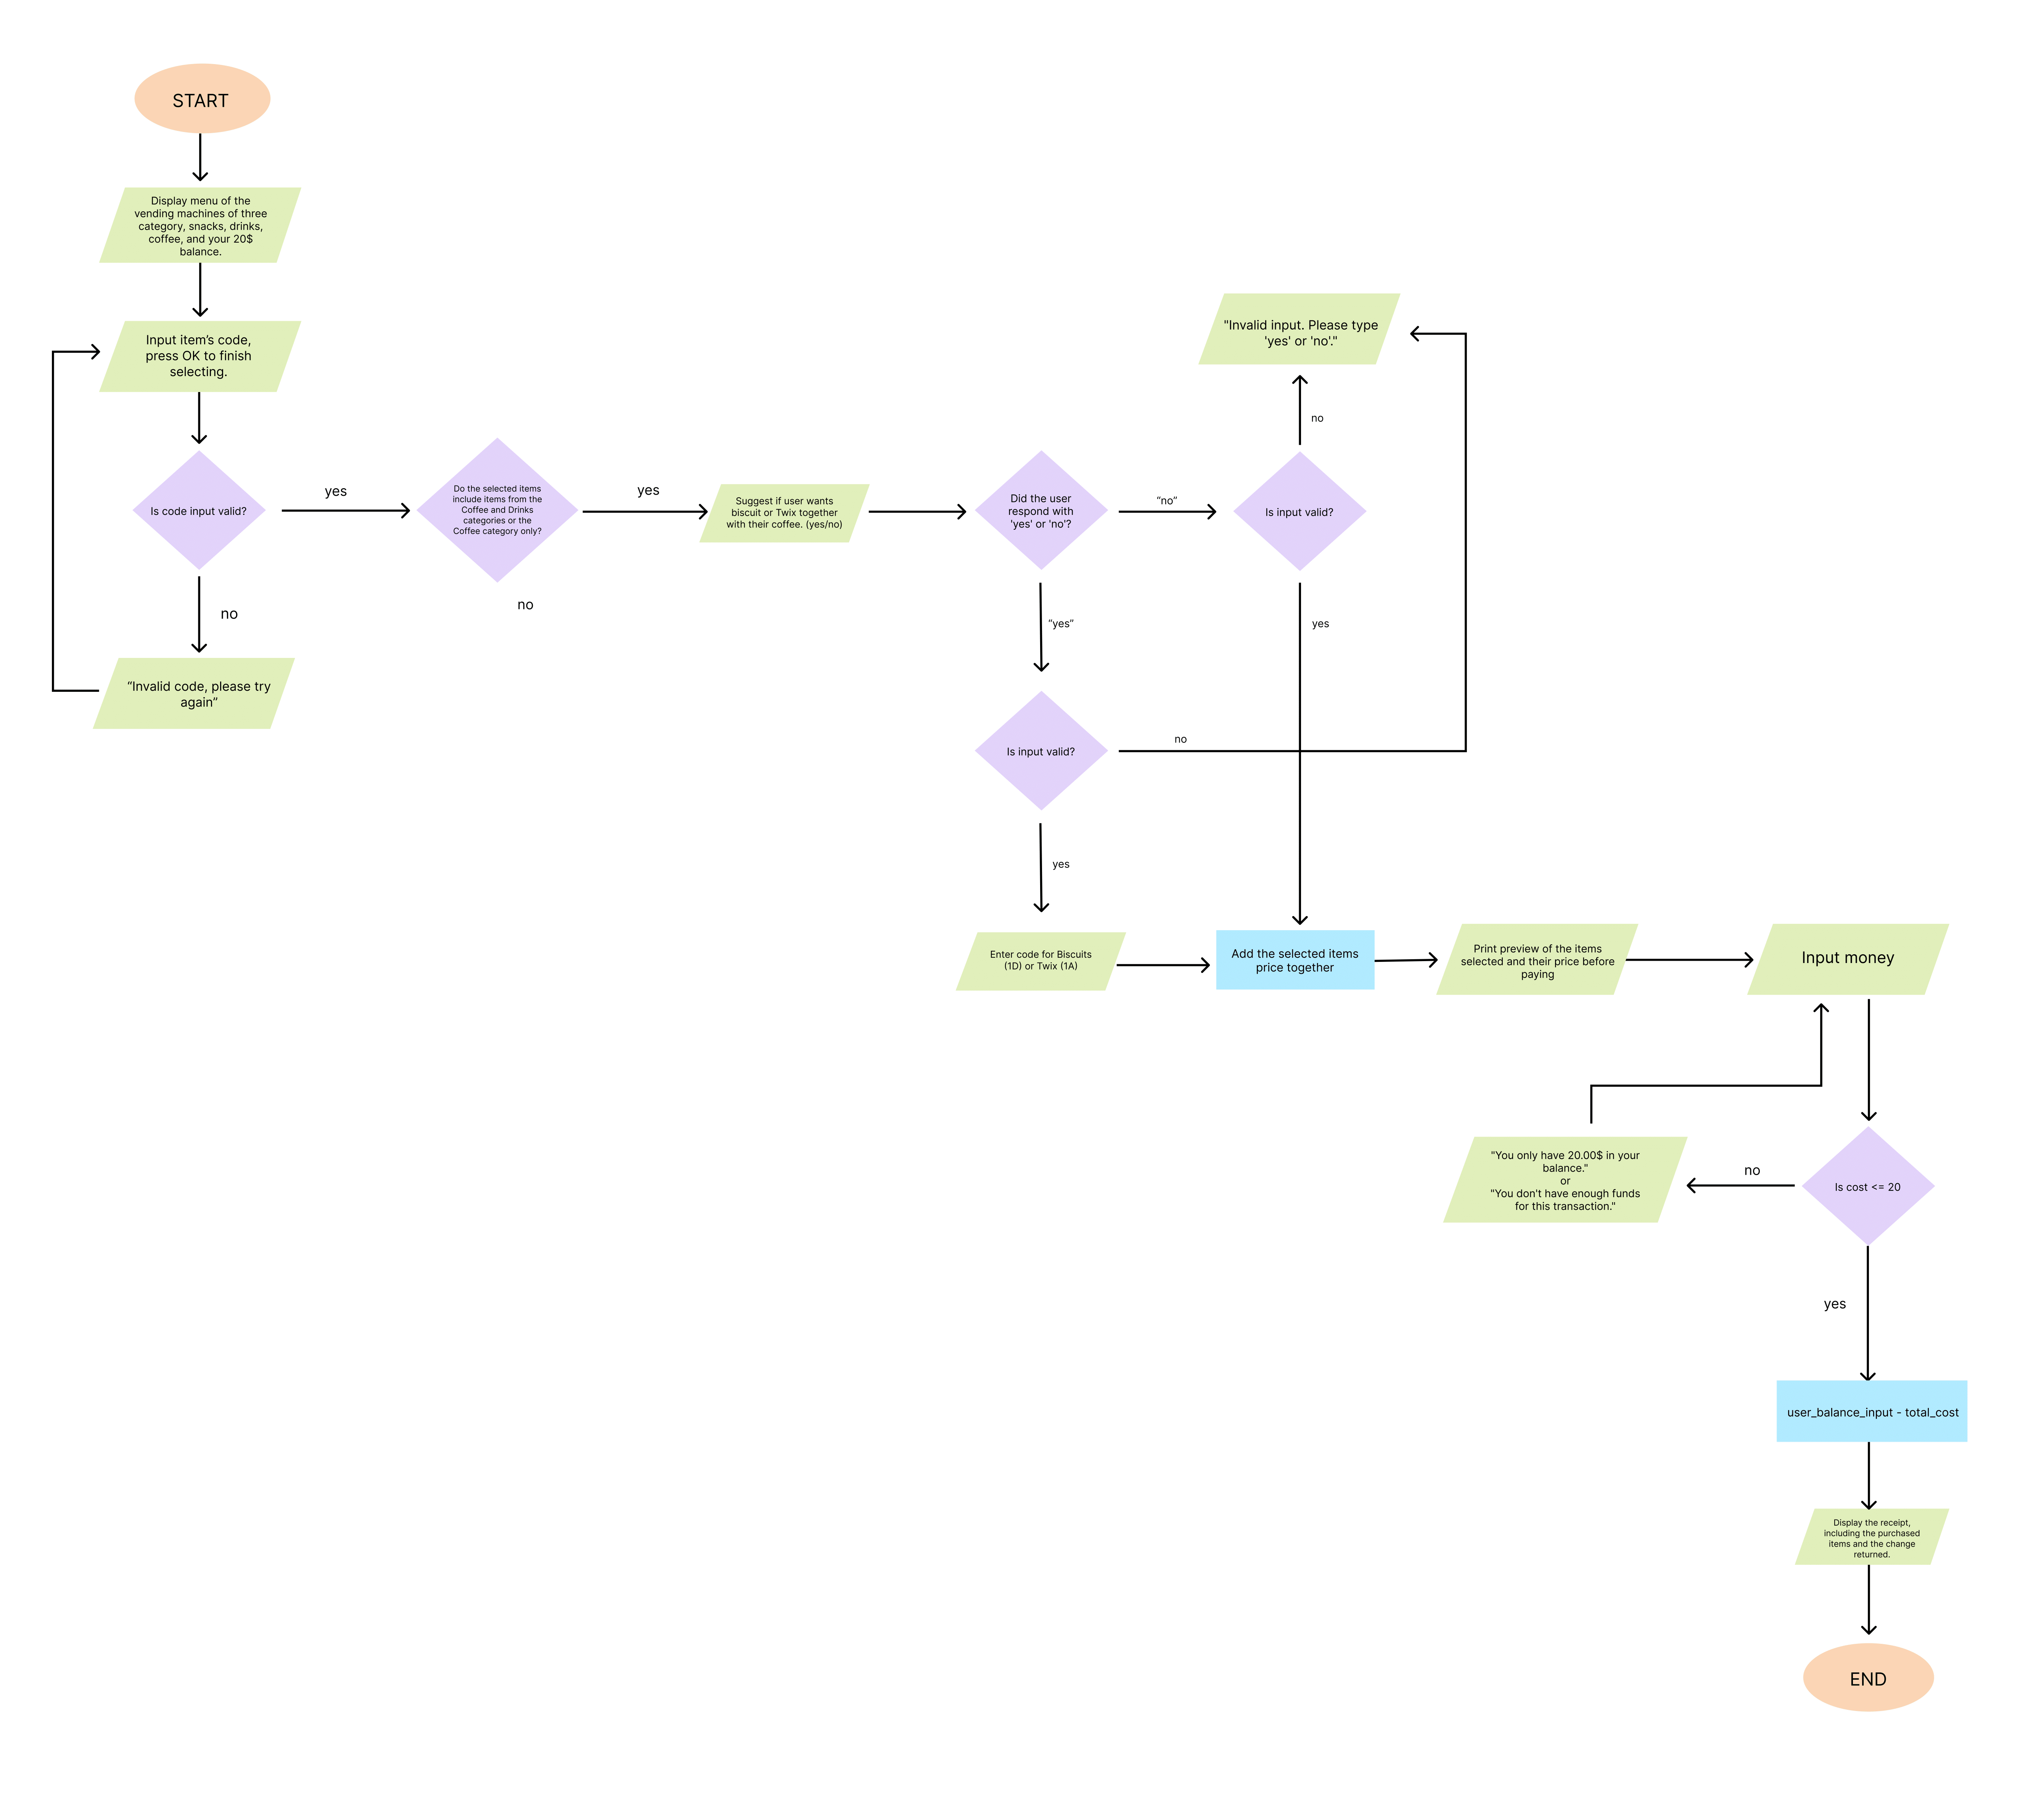 START
Display menu of the
vending machines of three
category, snacks, drinks,
coffee, and your 20$
balance.
Input item’s code,
press OK to finish
selecting.
Is code input valid?
yes
no
“Invalid code, please try
again”
Do the selected items
include items from the
Coffee and Drinks
categories or the
Coffee category only?
yes
no
Suggest if user wants
biscuit or Twix together
with their coffee. (yes/no)
Did the user
respond with
'yes' or 'no'?
“no”
“yes”
Is input valid?
no
yes
"Invalid input. Please type
'yes' or 'no'."
Is input valid?
no
yes
Enter code for Biscuits
(1D) or Twix (1A)
Add the selected items
price together
Print preview of the items
selected and their price before
paying
Input money
Is cost <= 20
no
"You only have 20.00$ in your
balance."
or
"You don't have enough funds
for this transaction."
yes
user_balance_input - total_cost
Display the receipt,
including the purchased
items and the change
returned.
END